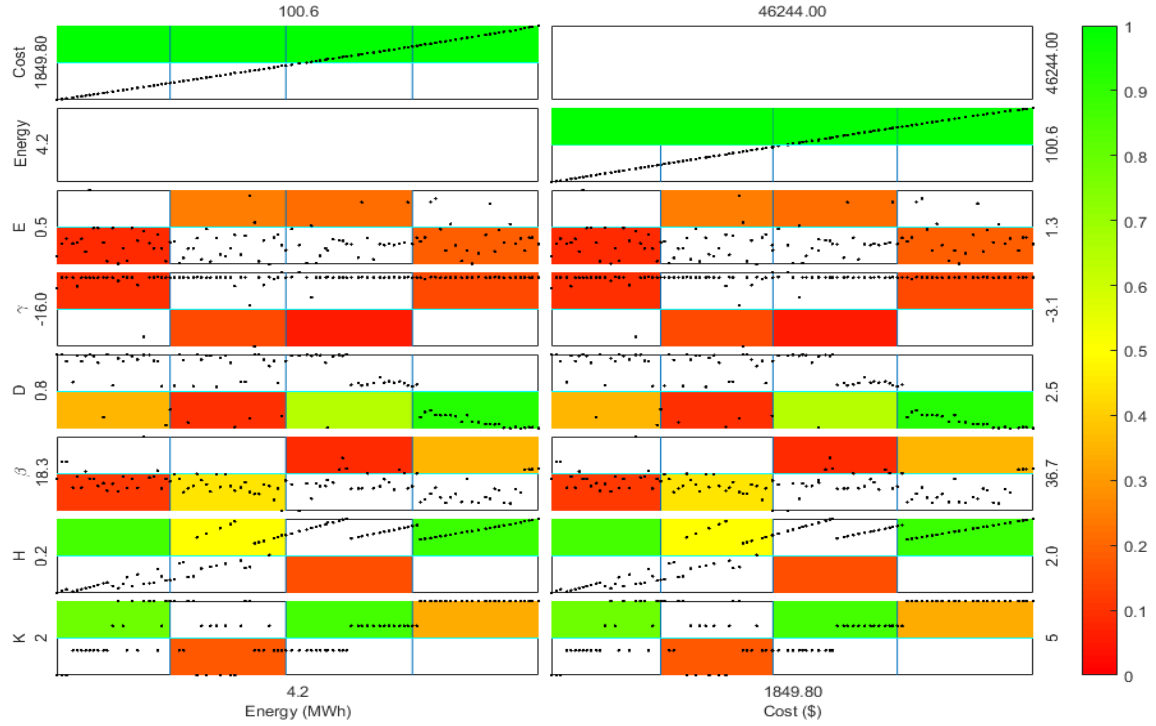 100.6 46244.00
Cost 1849.80 46244.00
Energy 4.2 100.6
E 0.5 1.3
γ -16.0 -3.1
D 0.8 2.5
β 18.3 36.7
H 0.2 2.0
K 2 5
4.2 1849.80
Energy (MWh) Cost ($)
1
0.9
0.8
0.7
0.6
0.5
0.4
0.3
0.2
0.1
0